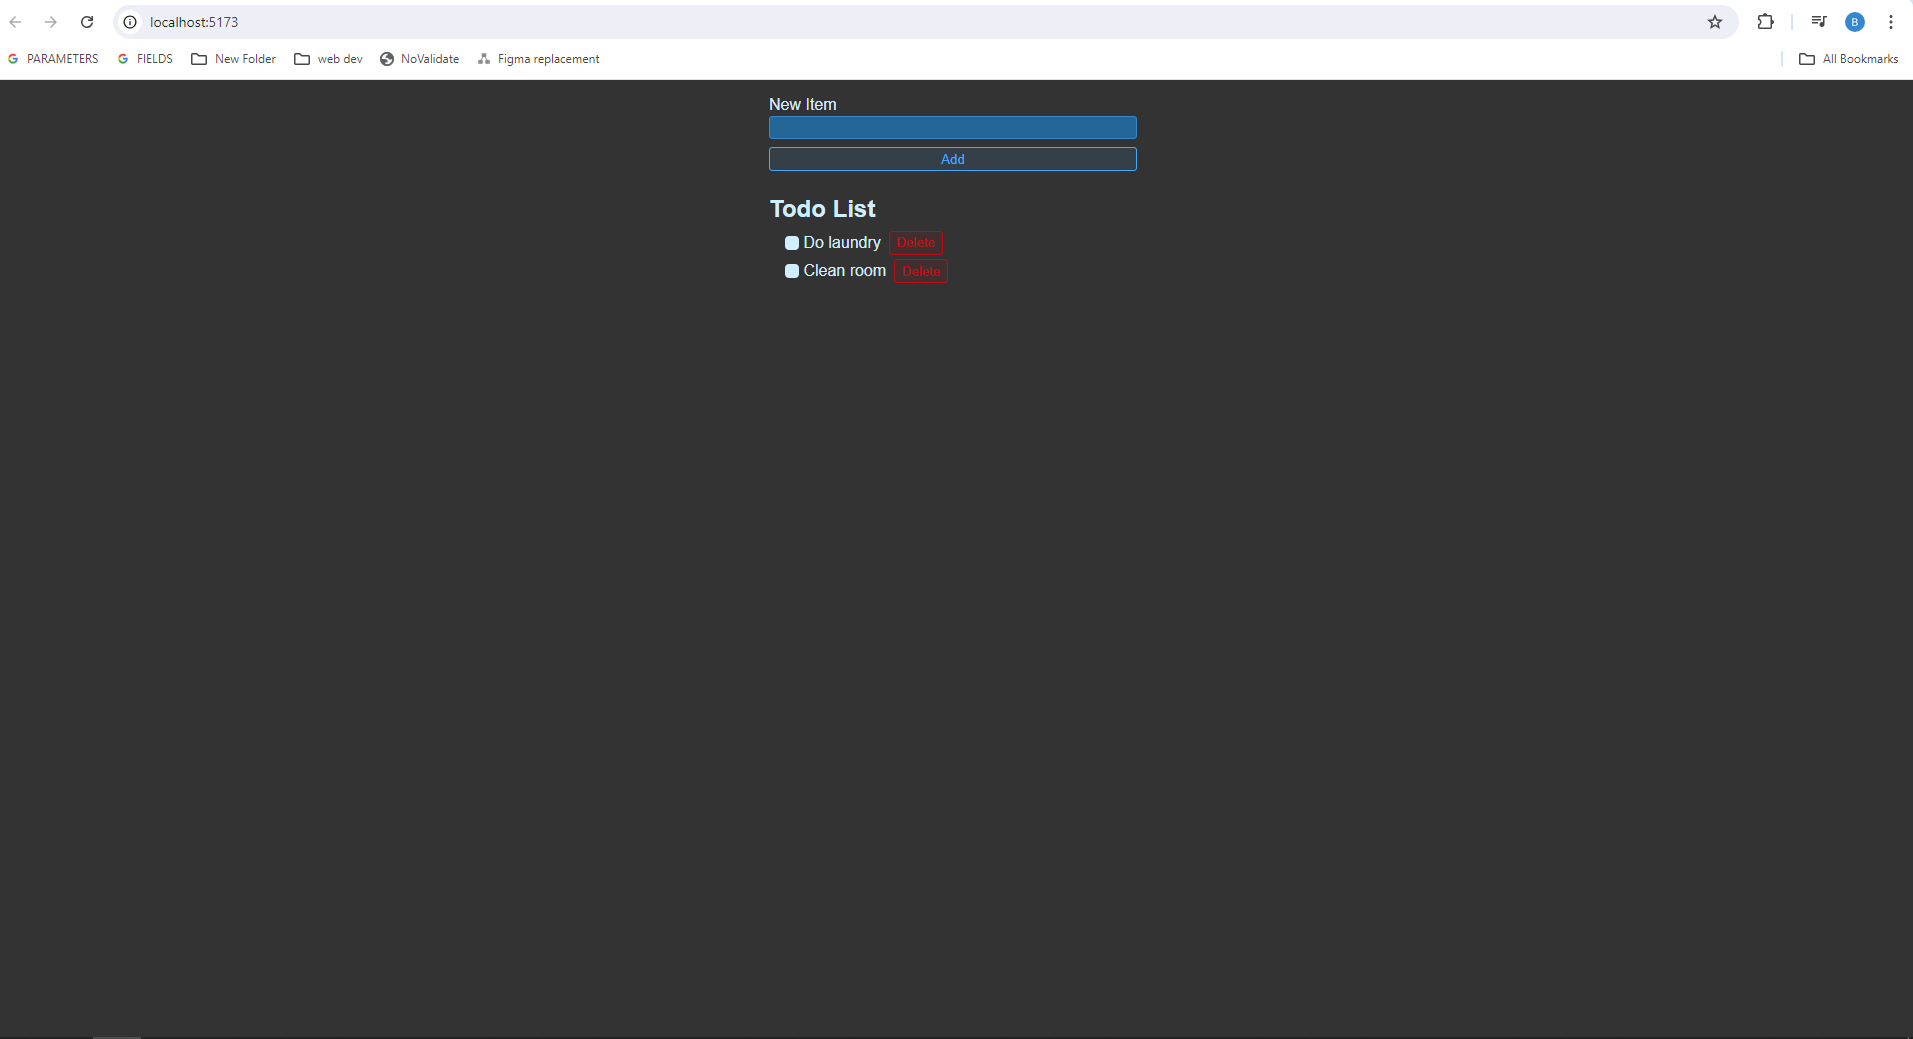 localhost:5173
B
PARAMETERS FIELDS New Folder web dev NoValidate Figma replacement All Bookmarks
New Item
Add
Todo List
Do laundry Delete
Clean room Delete